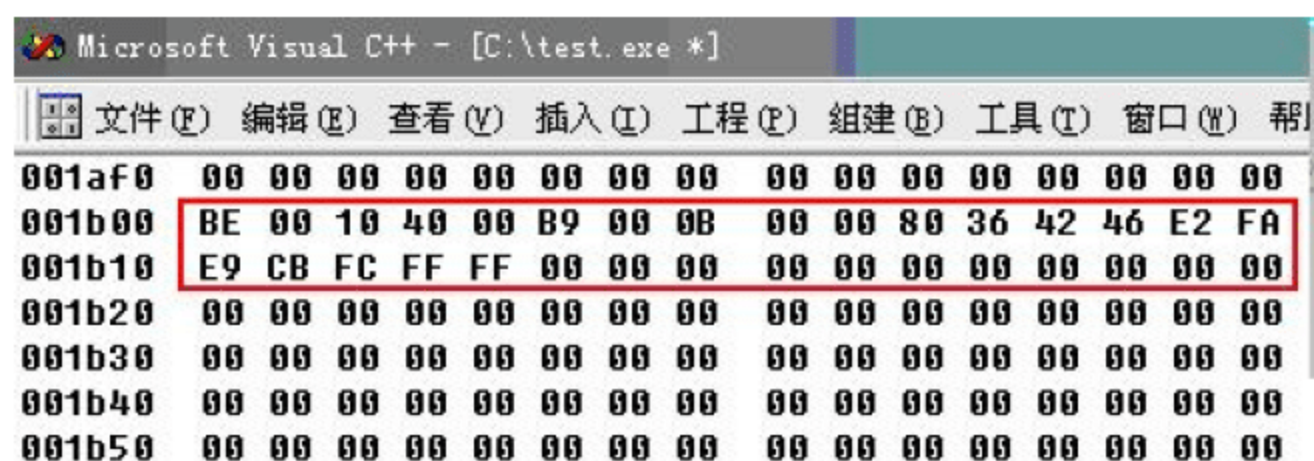 Microsoft Visual C++ - [C:\test.exe *]
文件(F) 编辑(E) 查看(V) 插入(I) 工程(P) 组建(B) 工具(T) 窗口(W) 帮
001af0 00 00 00 00 00 00 00 00 00 00 00 00 00 00 00 00
001b00 BE 00 10 40 00 B9 00 0B 00 00 80 36 42 46 E2 FA
001b10 E9 CB FC FF FF 00 00 00 00 00 00 00 00 00 00 00
001b20 00 00 00 00 00 00 00 00 00 00 00 00 00 00 00 00
001b30 00 00 00 00 00 00 00 00 00 00 00 00 00 00 00 00
001b40 00 00 00 00 00 00 00 00 00 00 00 00 00 00 00 00
001b50 00 00 00 00 00 00 00 00 00 00 00 00 00 00 00 00